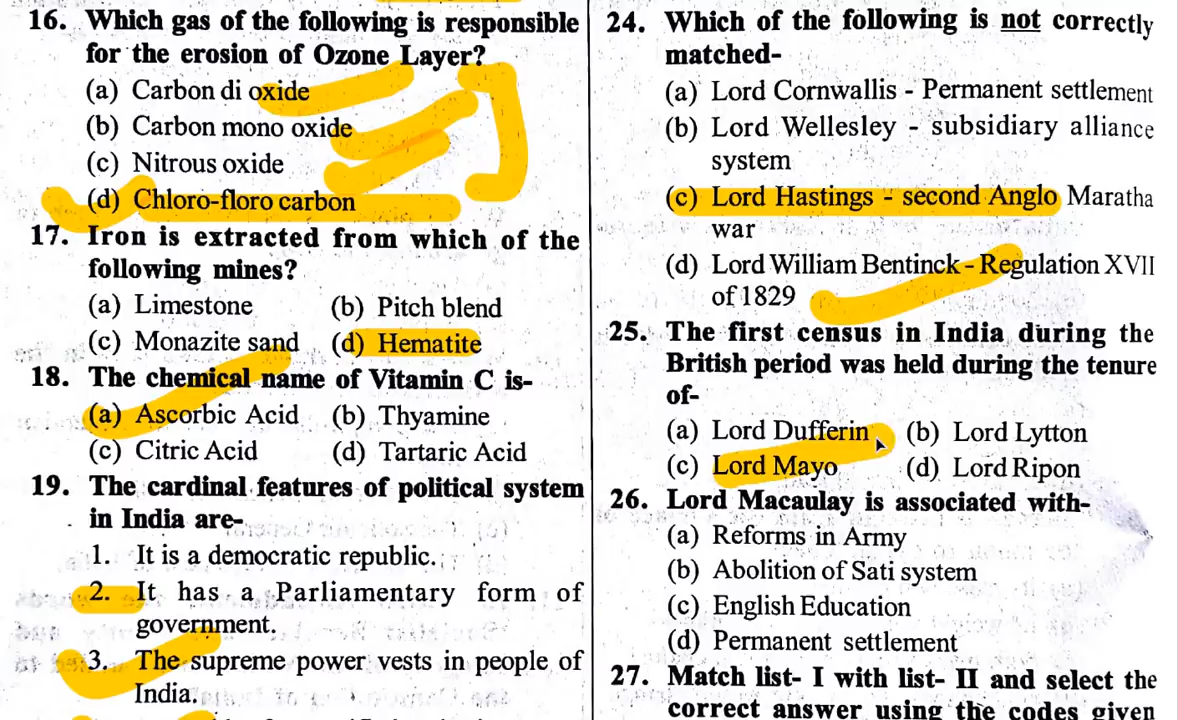 16. Which gas of the following is responsible
for the erosion of Ozone Layer?
(a) Carbon di oxide
(b) Carbon mono oxide
(c) Nitrous oxide
(d) Chloro-floro carbon
17. Iron is extracted from which of the
following mines?
(a) Limestone (b) Pitch blend
(c) Monazite sand (d) Hematite
18. The chemical name of Vitamin C is-
(a) Ascorbic Acid (b) Thyamine
(c) Citric Acid (d) Tartaric Acid
19. The cardinal features of political system
in India are-
1. It is a democratic republic.
2. It has a Parliamentary form of
government.
3. The supreme power vests in people of
India.
24. Which of the following is not correctly
matched-
(a) Lord Cornwallis - Permanent settlement
(b) Lord Wellesley - subsidiary alliance
system
(c) Lord Hastings - second Anglo Maratha
war
(d) Lord William Bentinck - Regulation XVII
of 1829
25. The first census in India during the
British period was held during the tenure
of-
(a) Lord Dufferin (b) Lord Lytton
(c) Lord Mayo (d) Lord Ripon
26. Lord Macaulay is associated with-
(a) Reforms in Army
(b) Abolition of Sati system
(c) English Education
(d) Permanent settlement
27. Match list- I with list- II and select the
correct answer using the codes given